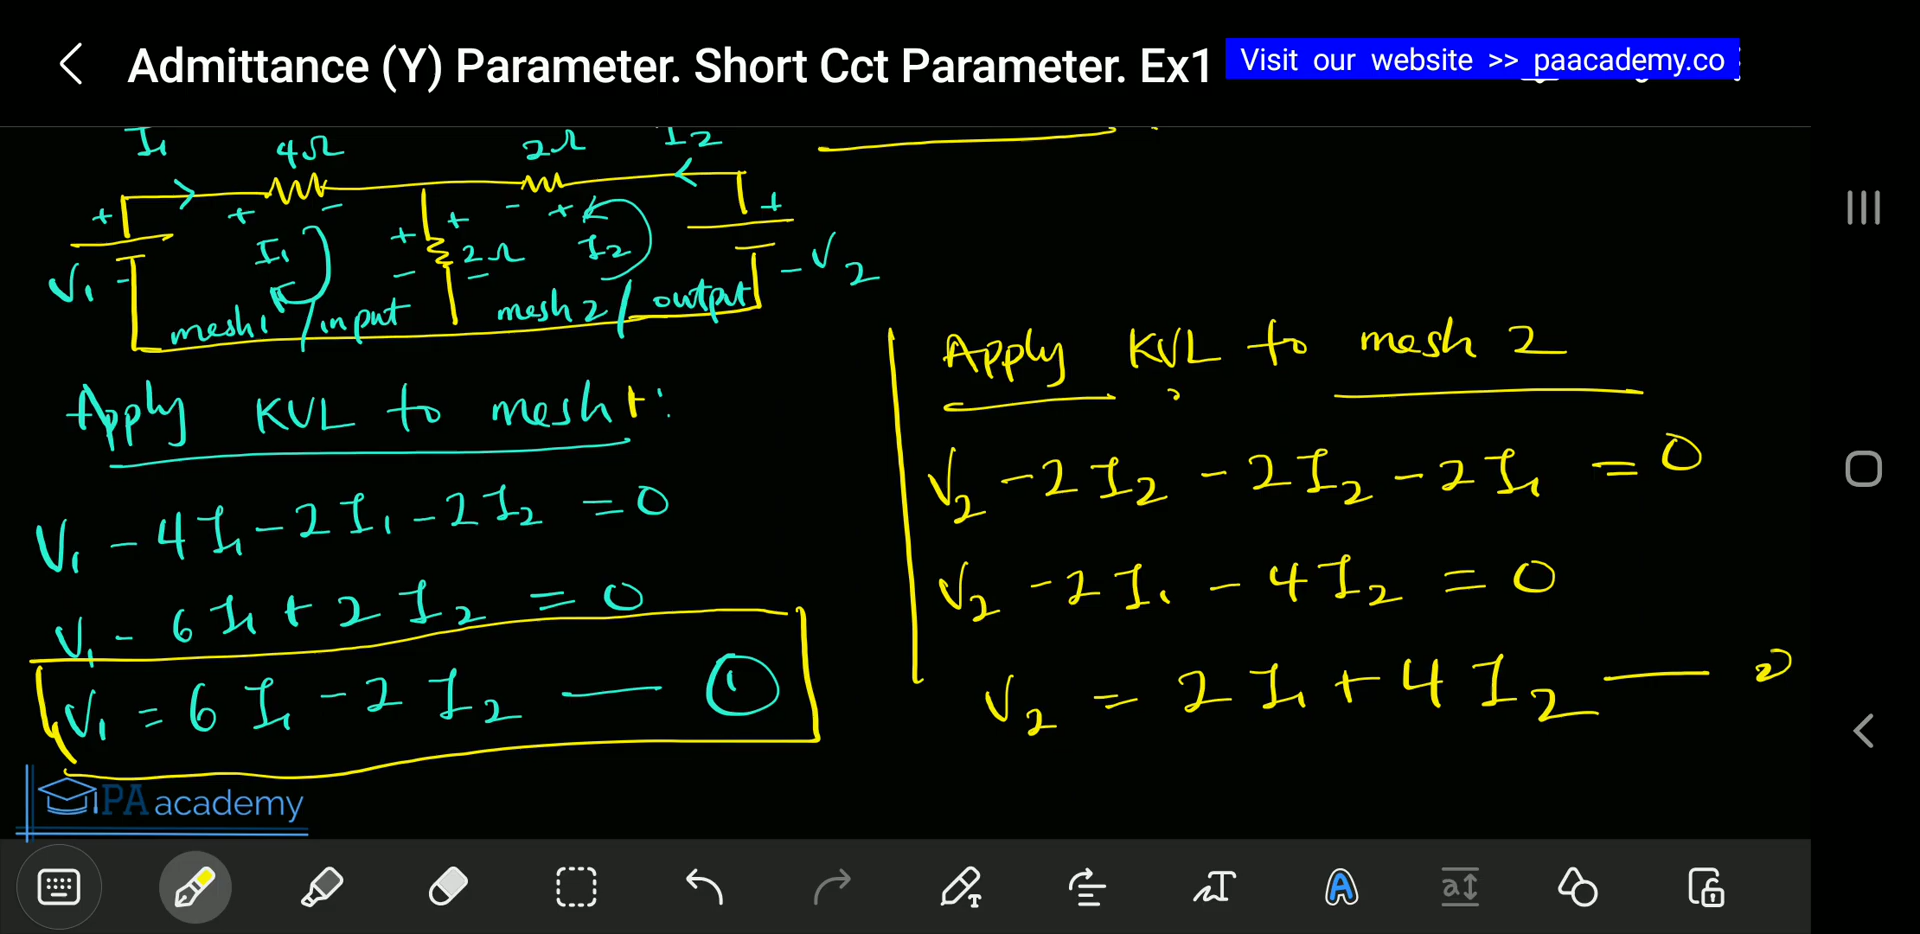 Admittance (Y) Parameter. Short Cct Parameter. Ex1
Visit our website >> paacademy.co
I1 4Ω 2Ω I2
+ + - - + +
V1 - I1 + - + 2Ω - I2 - V2
mesh1 / input mesh 2 / output
Apply KVL to mesh 1:
V1 - 4I1 - 2I1 - 2I2 = 0
V1 - 6I1 + 2I2 = 0
V1 = 6I1 - 2I2 — ①
Apply KVL to mesh 2
V2 - 2I2 - 2I2 - 2I1 = 0
V2 - 2I1 - 4I2 = 0
V2 = 2I1 + 4I2 — 2
PA academy